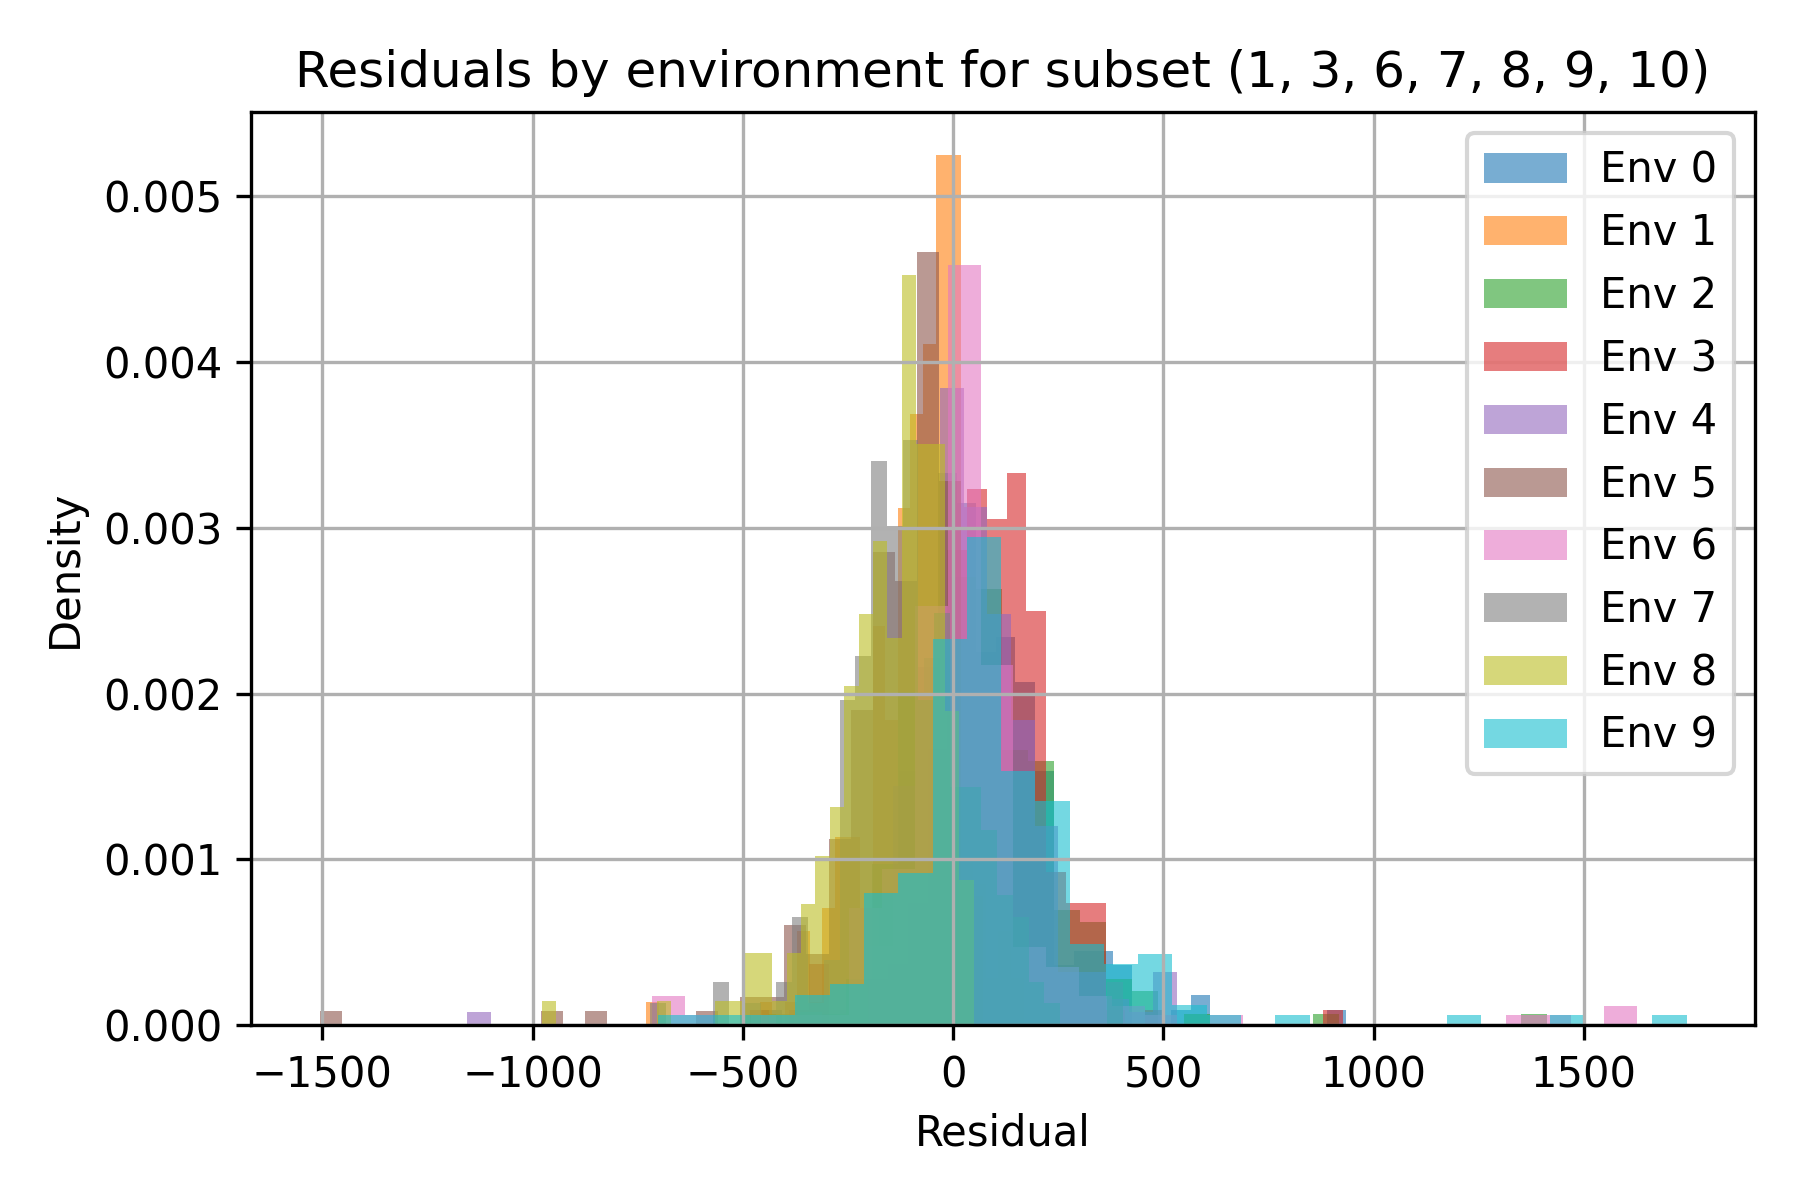 Residuals by environment for subset (1, 3, 6, 7, 8, 9, 10)
Density
0.005
0.004
0.003
0.002
0.001
0.000
−1500 −1000 −500 0 500 1000 1500
Residual
Env 0
Env 1
Env 2
Env 3
Env 4
Env 5
Env 6
Env 7
Env 8
Env 9